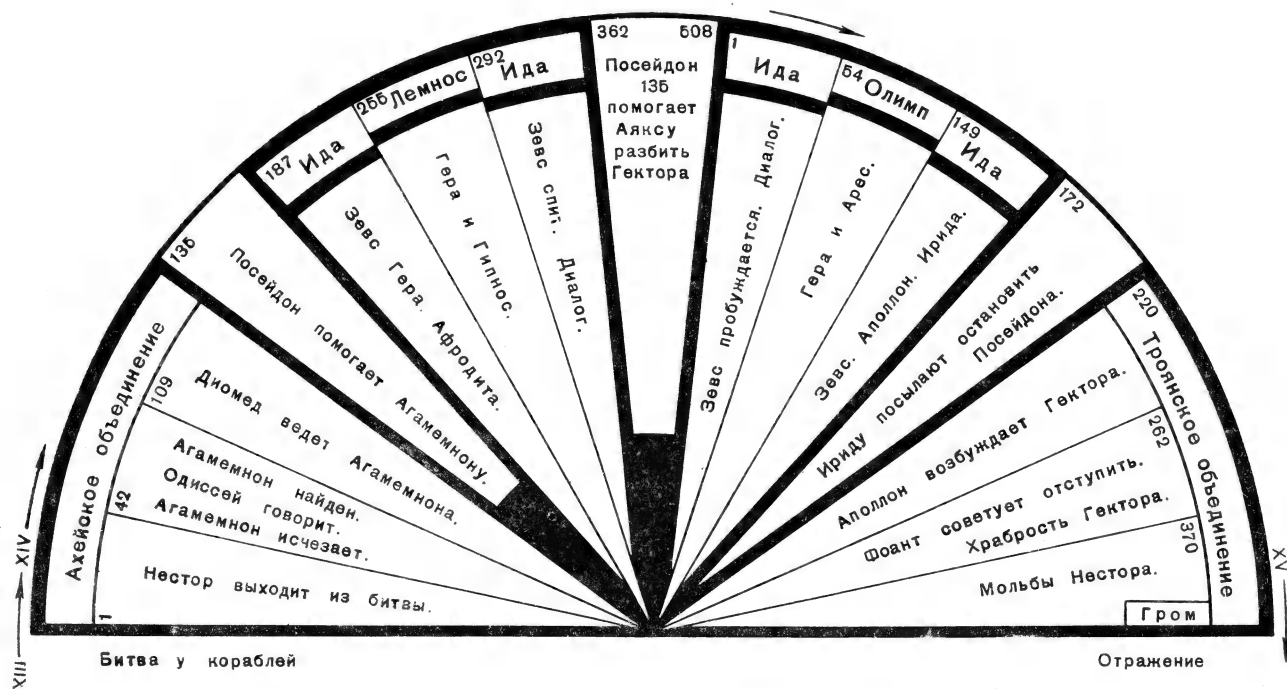 XIII
XIV
Битва у кораблей
Ахейское объединение
1
Нестор выходит из битвы.
42
Агамемнон найден.
Одиссей говорит.
Агамемнон исчезает.
109
Диомед ведет Агамемнона.
135
Посейдон помогает Агамемнону.
187
Ида
Зевс Гера. Афродита.
255
Лемнос
Гера и Гипнос.
292
Ида
Зевс спит. Диалог.
362 508
Посейдон
135
помогает
Аяксу
разбить
Гектора
1
Ида
Зевс пробуждается. Диалог.
54
Олимп
Гера и Арес.
149
Ида
Зевс. Аполлон. Ирида.
172
Ириду посылают остановить
Посейдона.
Троянское объединение
220
Аполлон возбуждает Гектора.
262
Фоант советует отступить.
Храбрость Гектора.
370
Мольбы Нестора.
Гром
XV
Отражение